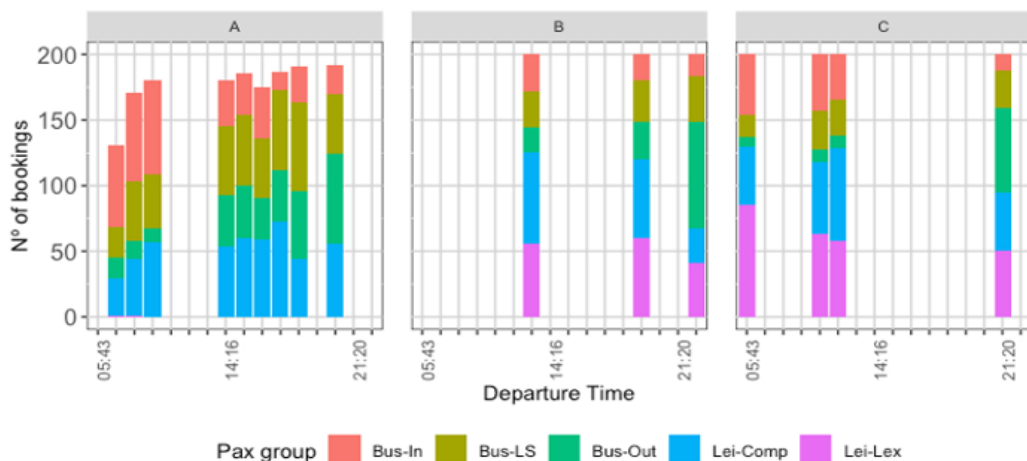 A B C
200
150
100
50
0
Nº of bookings
05:43 14:16 21:20 05:43 14:16 21:20 05:43 14:16 21:20
Departure Time
Pax group Bus-In Bus-LS Bus-Out Lei-Comp Lei-Lex